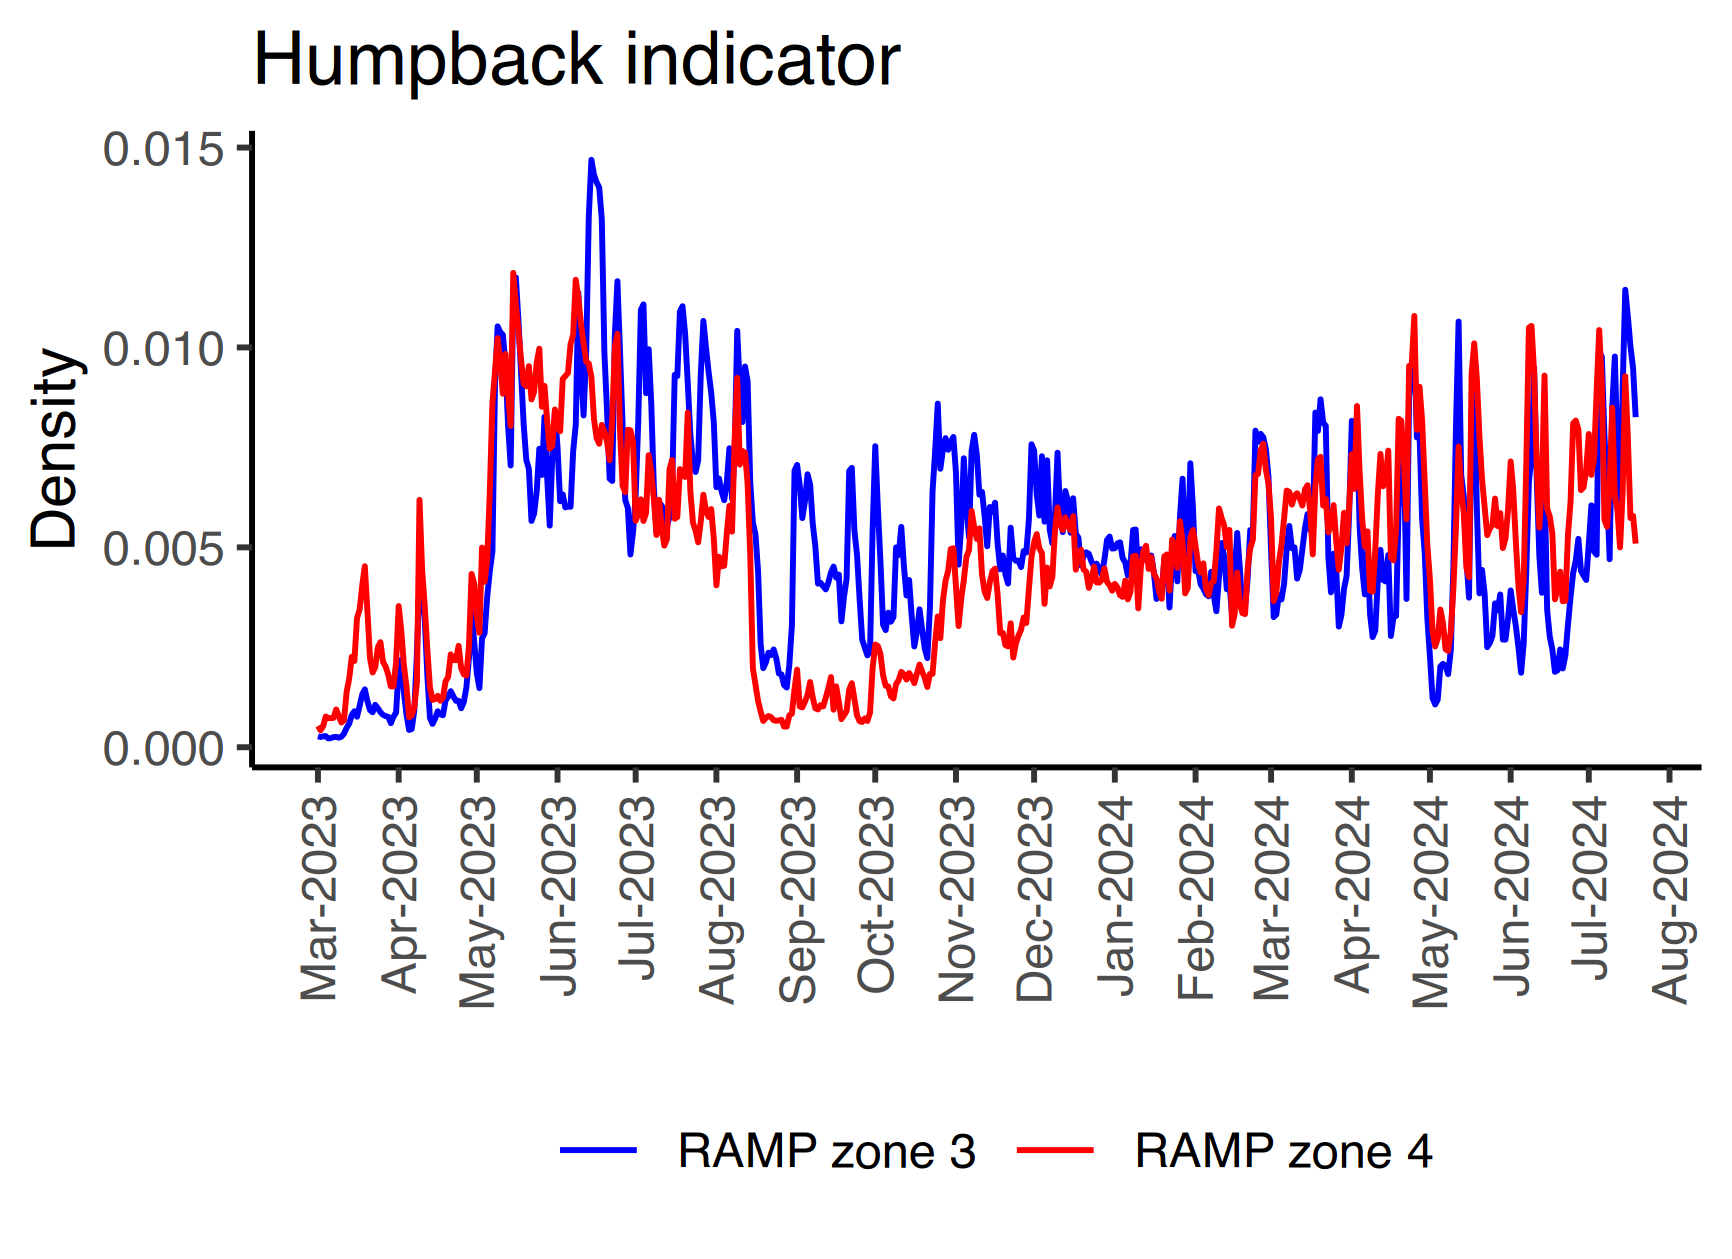 Humpback indicator
Density
0.015
0.010
0.005
0.000
Mar-2023
Apr-2023
May-2023
Jun-2023
Jul-2023
Aug-2023
Sep-2023
Oct-2023
Nov-2023
Dec-2023
Jan-2024
Feb-2024
Mar-2024
Apr-2024
May-2024
Jun-2024
Jul-2024
Aug-2024
RAMP zone 3
RAMP zone 4